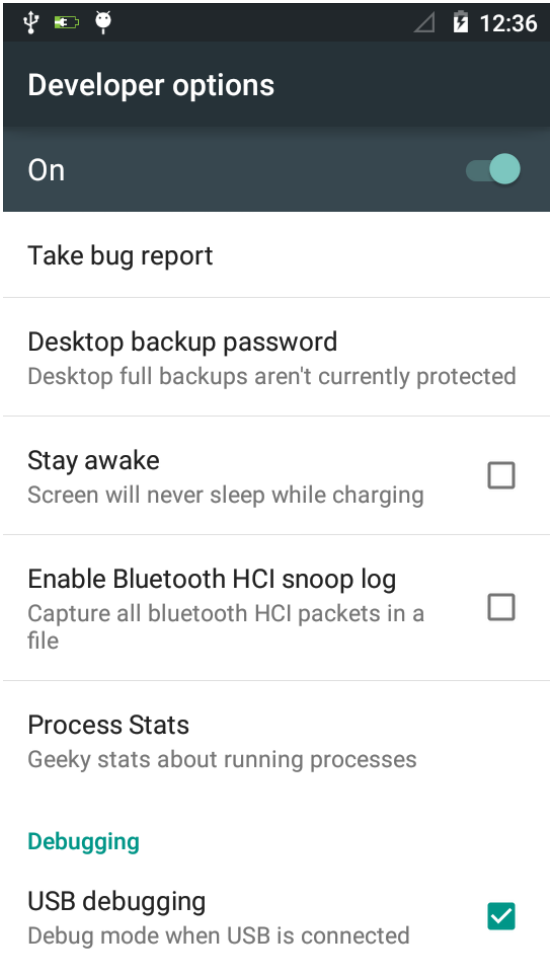 12:36
Developer options
On
Take bug report
Desktop backup password
Desktop full backups aren't currently protected
Stay awake
Screen will never sleep while charging
Enable Bluetooth HCI snoop log
Capture all bluetooth HCI packets in a
file
Process Stats
Geeky stats about running processes
Debugging
USB debugging
Debug mode when USB is connected